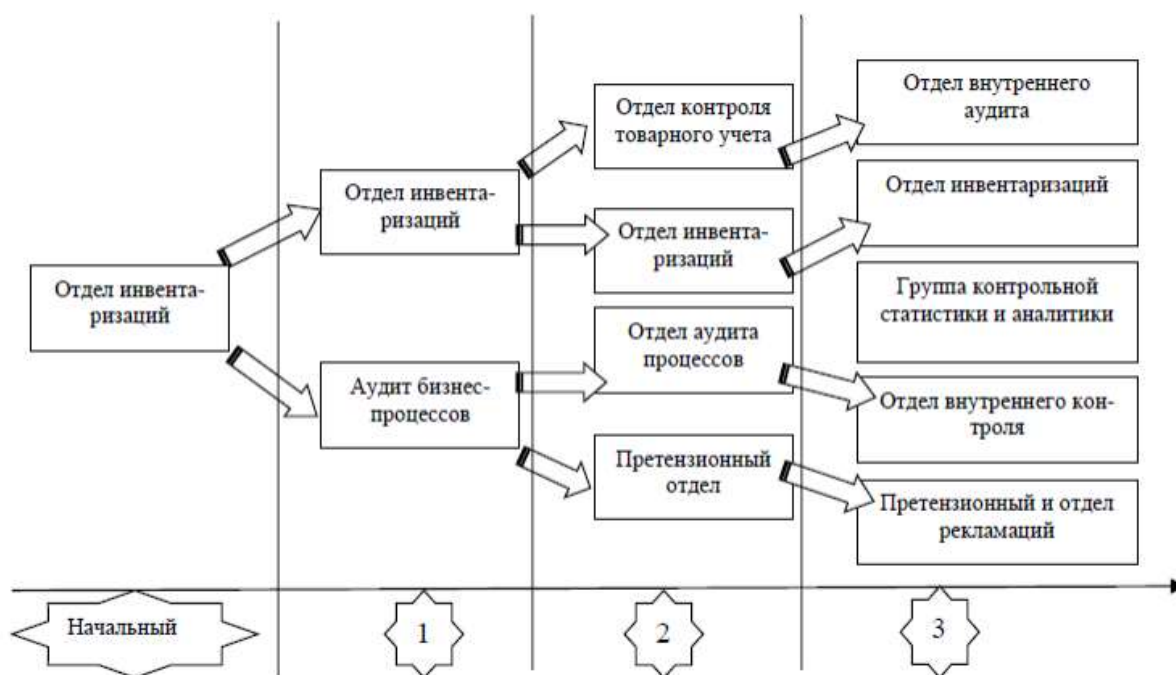 Отдел инвента-
ризаций
Отдел инвента-
ризаций
Аудит бизнес-
процессов
Отдел контроля
товарного учета
Отдел инвента-
ризаций
Отдел аудита
процессов
Претензионный
отдел
Отдел внутреннего
аудита
Отдел инвентаризаций
Группа контрольной
статистики и аналитики
Отдел внутреннего кон-
троля
Претензионный и отдел
рекламаций
Начальный
1
2
3